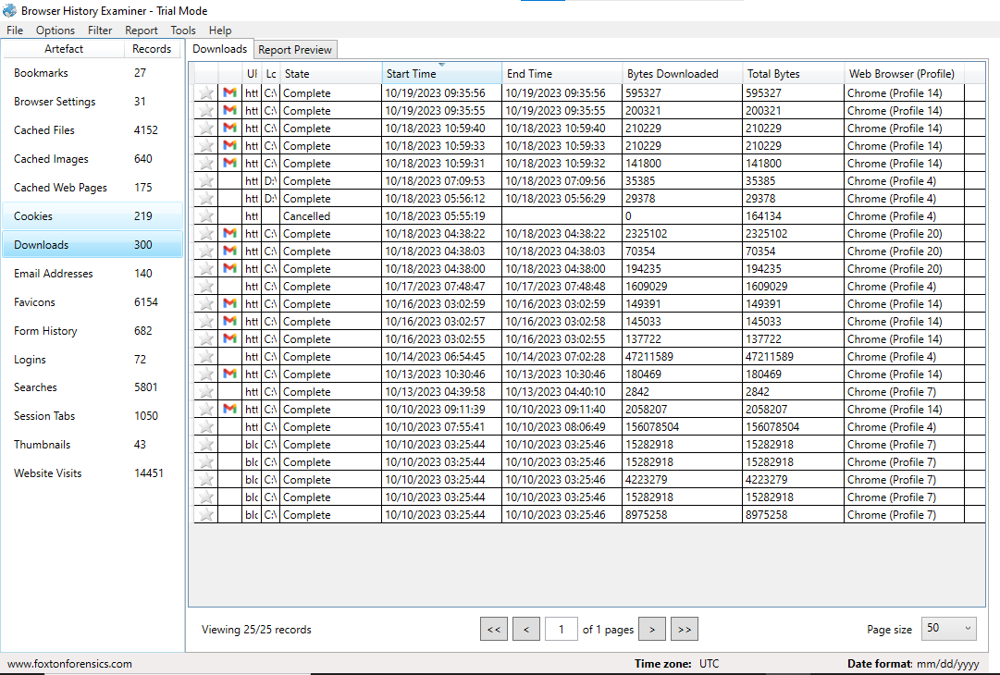 Browser History Examiner - Trial Mode
File Options Filter Report Tools Help
Artefact Records
Bookmarks 27
Browser Settings 31
Cached Files 4152
Cached Images 640
Cached Web Pages 175
Cookies 219
Downloads 300
Email Addresses 140
Favicons 6154
Form History 682
Logins 72
Searches 5801
Session Tabs 1050
Thumbnails 43
Website Visits 14451
Downloads Report Preview
UF Lc State Start Time End Time Bytes Downloaded Total Bytes Web Browser (Profile)
htt C:\ Complete 10/19/2023 09:35:56 10/19/2023 09:35:56 595327 595327 Chrome (Profile 14)
htt C:\ Complete 10/19/2023 09:35:55 10/19/2023 09:35:55 200321 200321 Chrome (Profile 14)
htt C:\ Complete 10/18/2023 10:59:40 10/18/2023 10:59:40 210229 210229 Chrome (Profile 14)
htt C:\ Complete 10/18/2023 10:59:33 10/18/2023 10:59:33 210229 210229 Chrome (Profile 14)
htt C:\ Complete 10/18/2023 10:59:31 10/18/2023 10:59:32 141800 141800 Chrome (Profile 14)
htt D:\ Complete 10/18/2023 07:09:53 10/18/2023 07:09:56 35385 35385 Chrome (Profile 4)
htt D:\ Complete 10/18/2023 05:56:12 10/18/2023 05:56:29 29378 29378 Chrome (Profile 4)
htt Cancelled 10/18/2023 05:55:19 0 164134 Chrome (Profile 4)
htt C:\ Complete 10/18/2023 04:38:22 10/18/2023 04:38:22 2325102 2325102 Chrome (Profile 20)
htt C:\ Complete 10/18/2023 04:38:03 10/18/2023 04:38:03 70354 70354 Chrome (Profile 20)
htt C:\ Complete 10/18/2023 04:38:00 10/18/2023 04:38:00 194235 194235 Chrome (Profile 20)
htt C:\ Complete 10/17/2023 07:48:47 10/17/2023 07:48:48 1609029 1609029 Chrome (Profile 4)
htt C:\ Complete 10/16/2023 03:02:59 10/16/2023 03:02:59 149391 149391 Chrome (Profile 14)
htt C:\ Complete 10/16/2023 03:02:57 10/16/2023 03:02:58 145033 145033 Chrome (Profile 14)
htt C:\ Complete 10/16/2023 03:02:55 10/16/2023 03:02:55 137722 137722 Chrome (Profile 14)
htt C:\ Complete 10/14/2023 06:54:45 10/14/2023 07:02:28 47211589 47211589 Chrome (Profile 4)
htt C:\ Complete 10/13/2023 10:30:46 10/13/2023 10:30:46 180469 180469 Chrome (Profile 14)
htt C:\ Complete 10/13/2023 04:39:58 10/13/2023 04:40:10 2842 2842 Chrome (Profile 7)
htt C:\ Complete 10/10/2023 09:11:39 10/10/2023 09:11:40 2058207 2058207 Chrome (Profile 14)
htt C:\ Complete 10/10/2023 07:55:41 10/10/2023 08:06:49 156078504 156078504 Chrome (Profile 4)
blc C:\ Complete 10/10/2023 03:25:44 10/10/2023 03:25:44 15282918 15282918 Chrome (Profile 7)
blc C:\ Complete 10/10/2023 03:25:44 10/10/2023 03:25:46 15282918 15282918 Chrome (Profile 7)
blc C:\ Complete 10/10/2023 03:25:44 10/10/2023 03:25:46 4223279 4223279 Chrome (Profile 7)
blc C:\ Complete 10/10/2023 03:25:44 10/10/2023 03:25:46 15282918 15282918 Chrome (Profile 7)
blc C:\ Complete 10/10/2023 03:25:44 10/10/2023 03:25:46 8975258 8975258 Chrome (Profile 7)
Viewing 25/25 records << < 1 of 1 pages > >> Page size 50
www.foxtonforensics.com Time zone: UTC Date format: mm/dd/yyyy